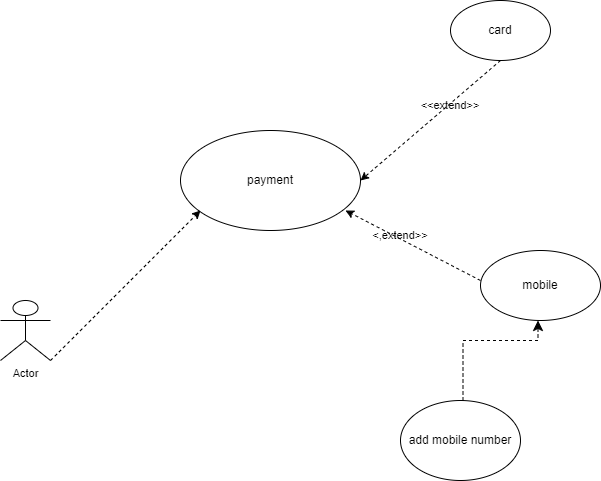 card
<<extend>>
payment
<,extend>>
mobile
Actor
add mobile number